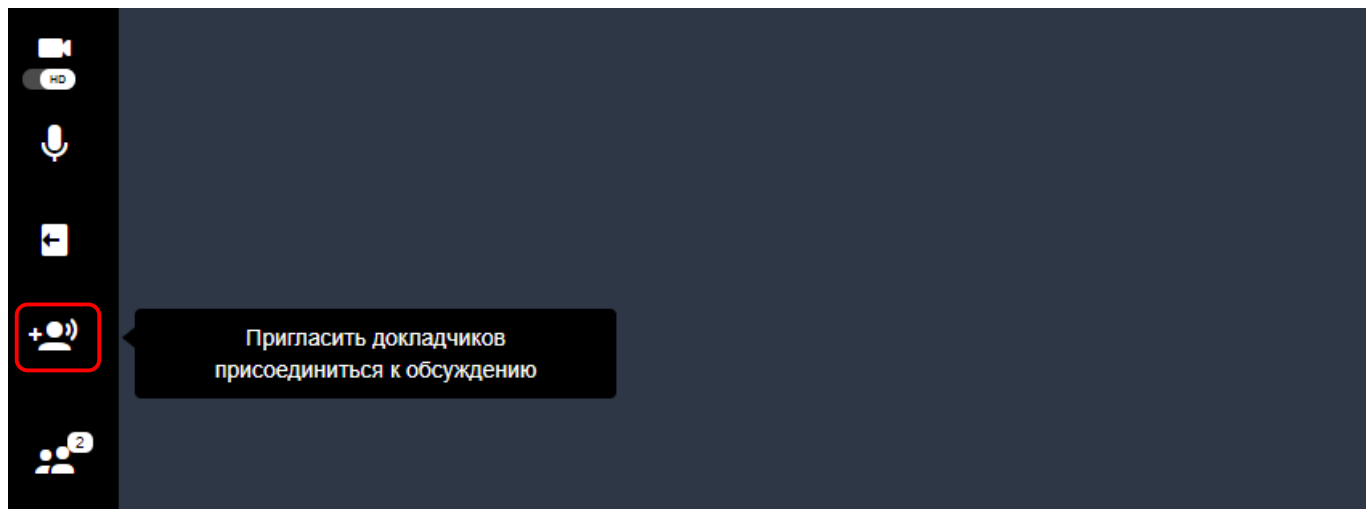 HD
Пригласить докладчиков
присоединиться к обсуждению
2